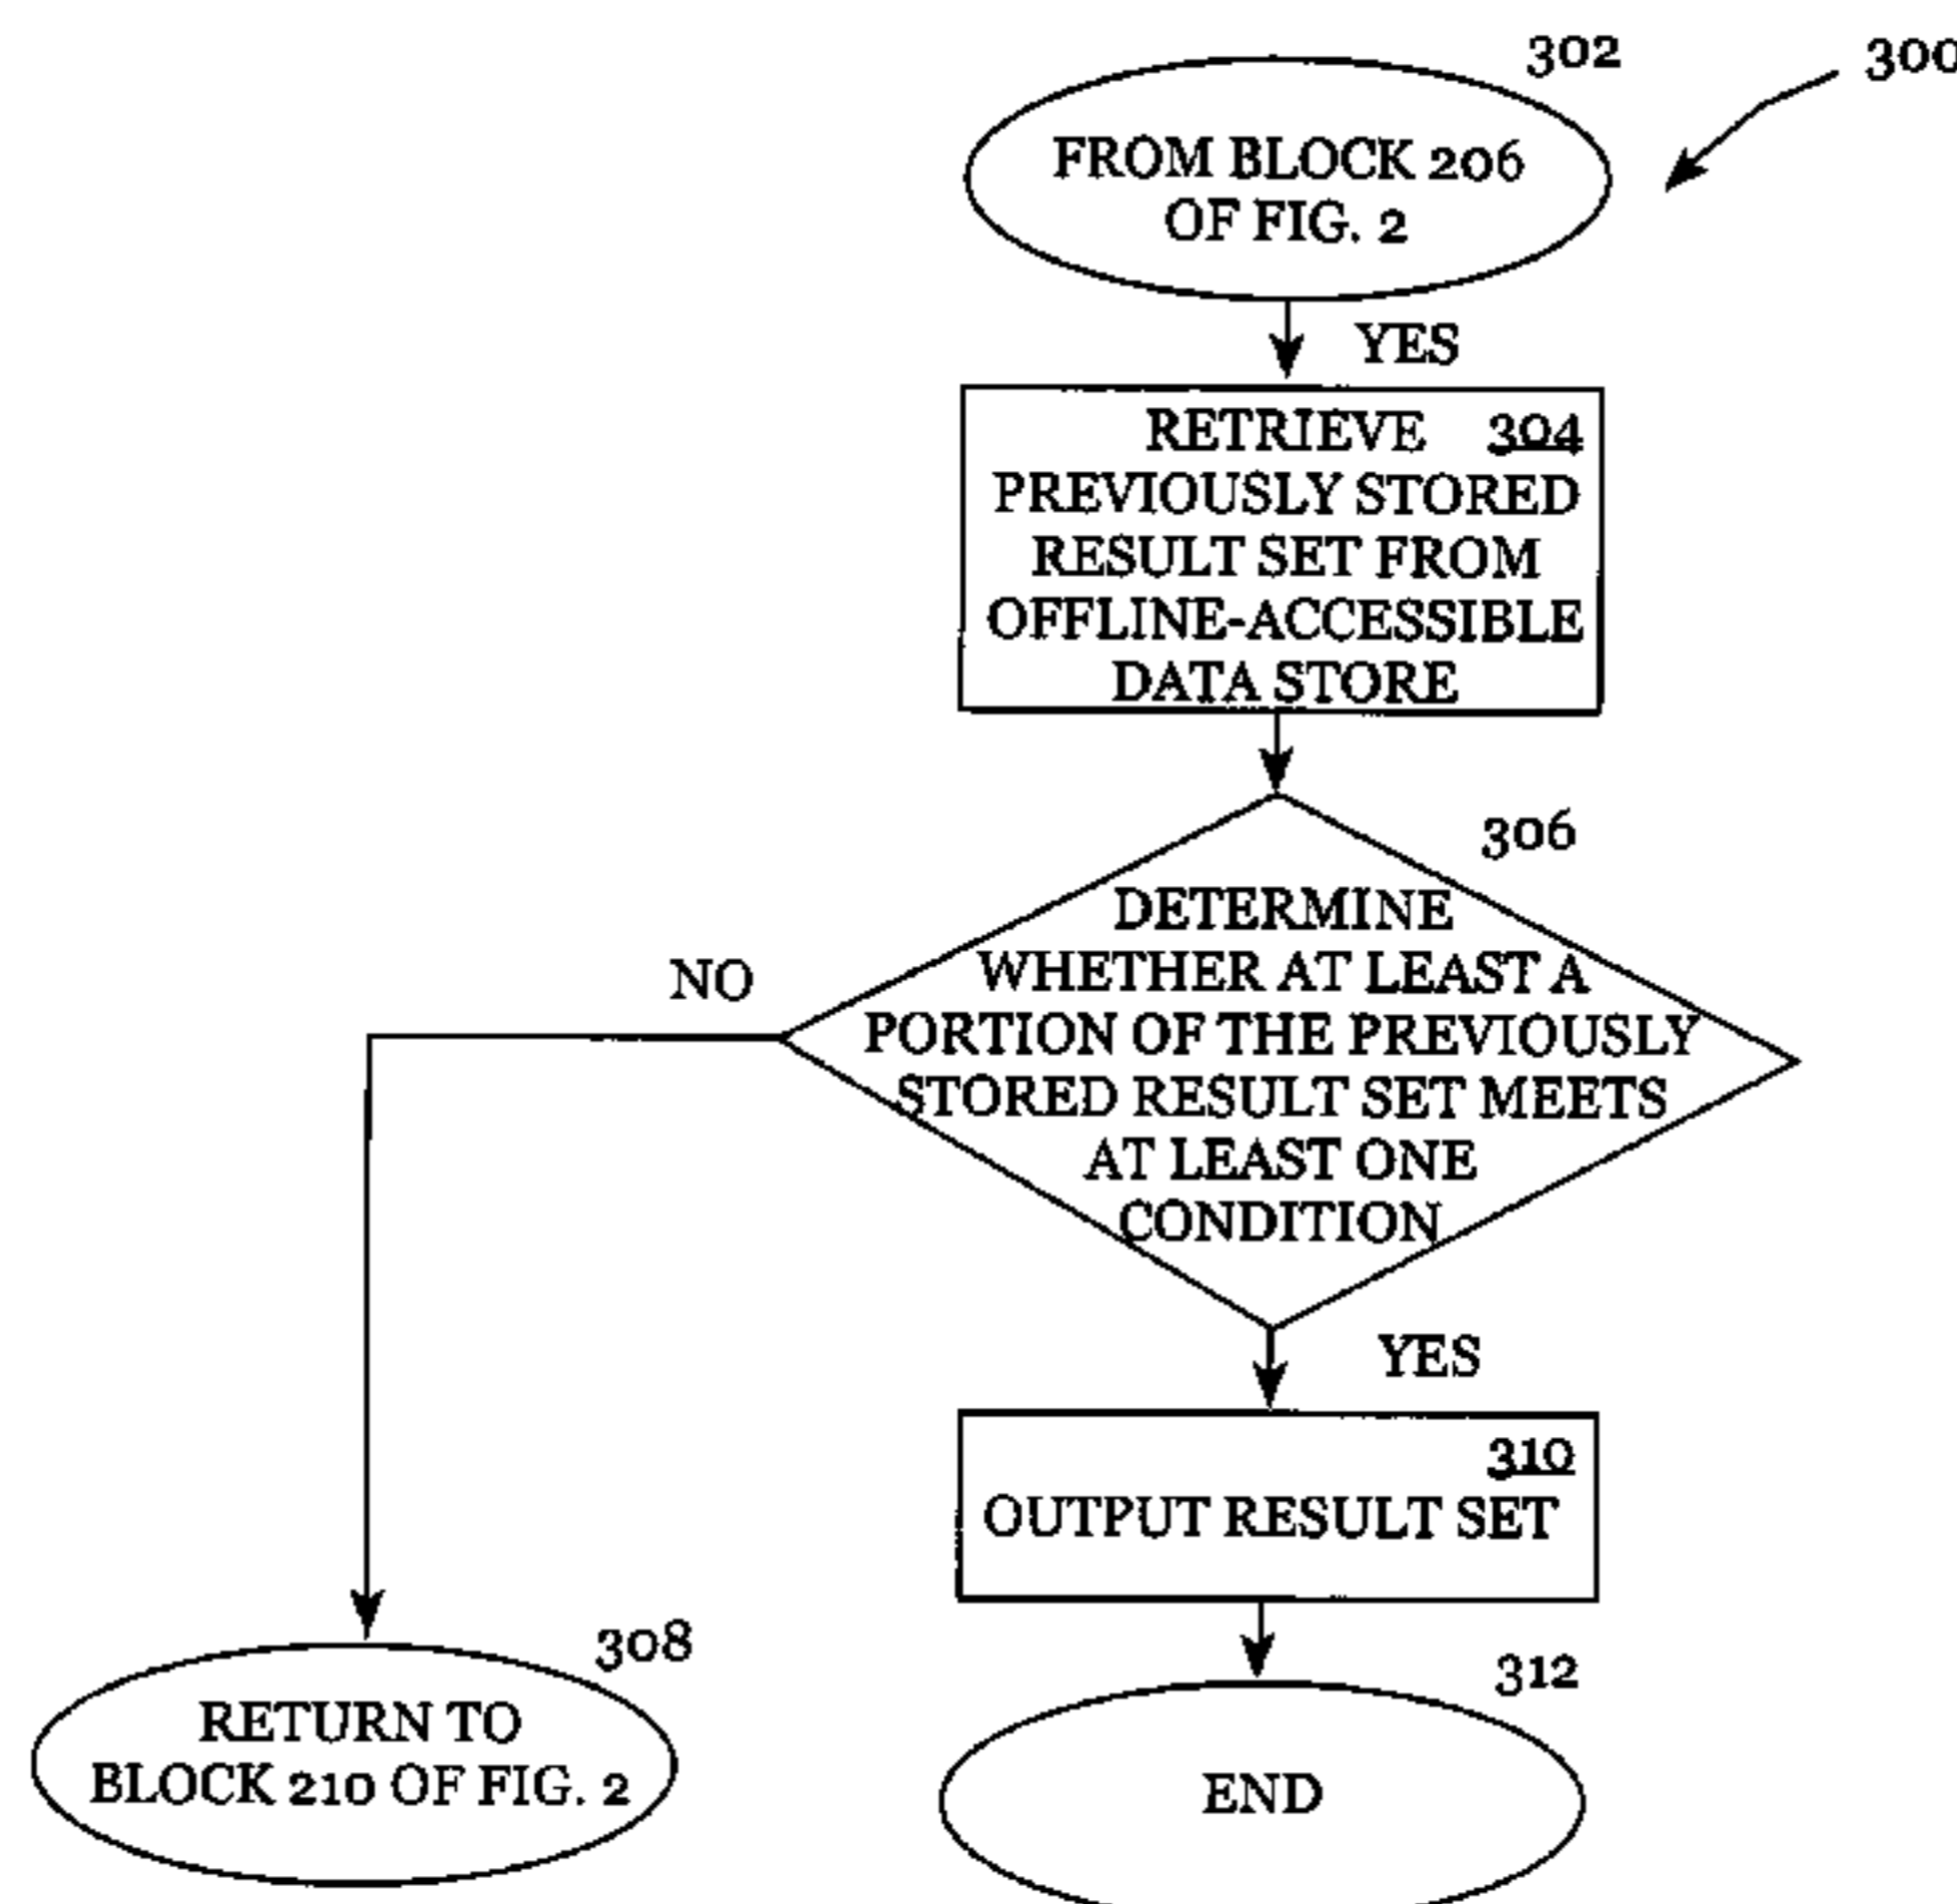 302
300
FROM BLOCK 206
OF FIG. 2
YES
RETRIEVE 304
PREVIOUSLY STORED
RESULT SET FROM
OFFLINE-ACCESSIBLE
DATA STORE
306
DETERMINE
WHETHER AT LEAST A
PORTION OF THE PREVIOUSLY
STORED RESULT SET MEETS
AT LEAST ONE
CONDITION
NO
YES
310
OUTPUT RESULT SET
308
RETURN TO
BLOCK 210 OF FIG. 2
312
END